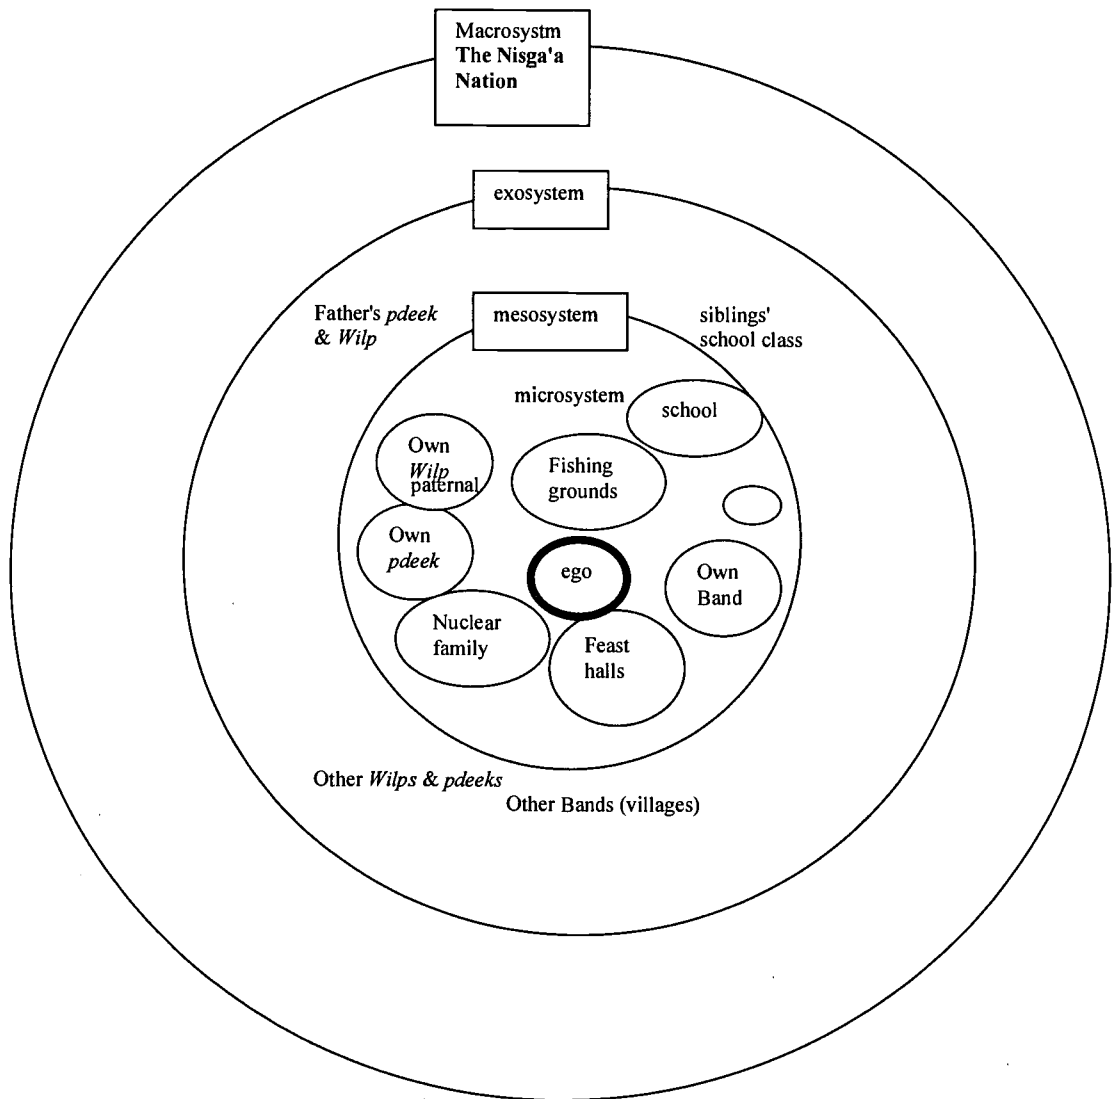 Macrosystm
The Nisga'a
Nation
exosystem
Father's pdeek
& Wilp
mesosystem
siblings'
school class
microsystem
school
Own
Wilp
paternal
Fishing
grounds
Own
pdeek
ego
Own
Band
Nuclear
family
Feast
halls
Other Wilps & pdeeks
Other Bands (villages)